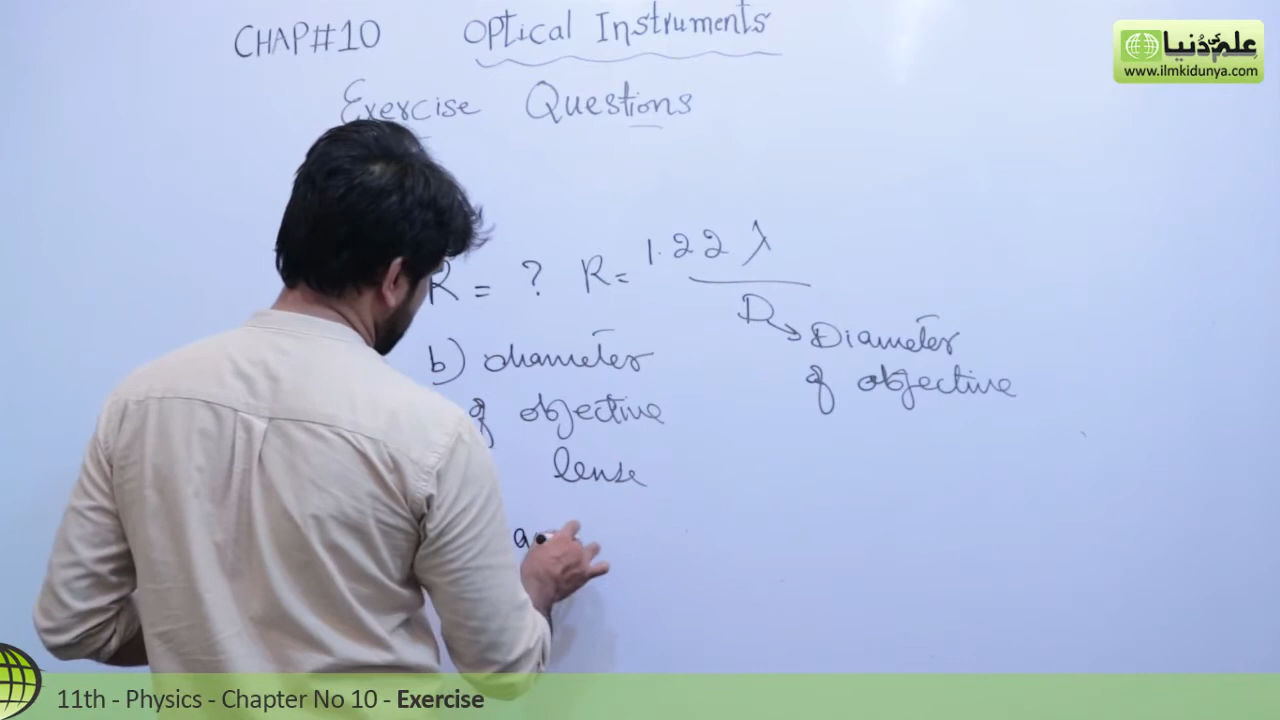 CHAP#10 Optical Instruments
Exercise Questions
علم کی دنیا
www.ilmkidunya.com
R = ? R = 1.22 λ
D → Diameter
of objective
b) diameter
of objective
lense
a
11th - Physics - Chapter No 10 - Exercise